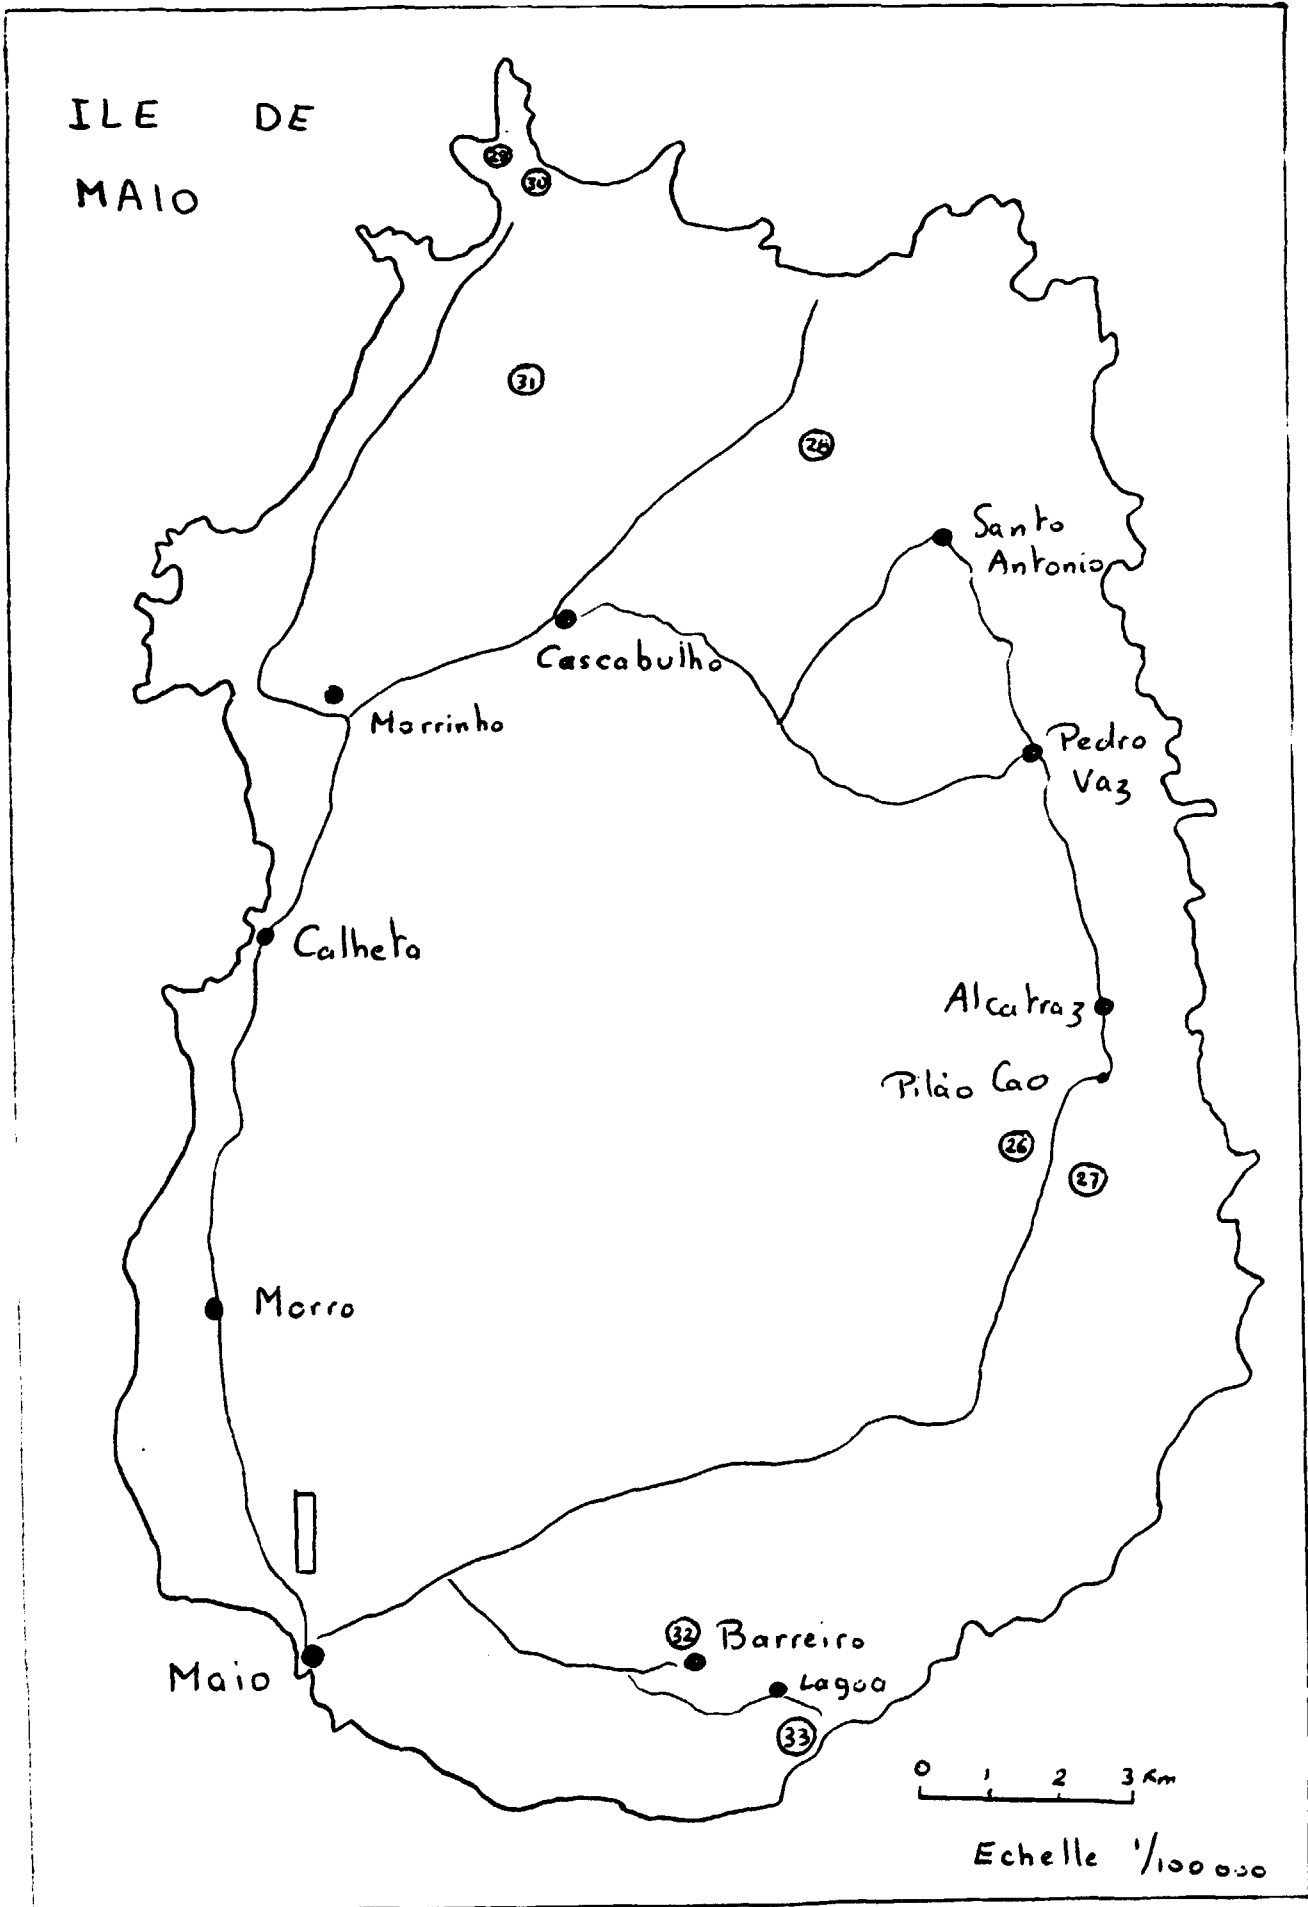 ILE DE
MAIO
29
30
31
28
Santo
Antonio
Cascabulho
Morrinho
Pedro
Vaz
Calheta
Alcatraz
Pilão Cao
26
27
Morro
32 Barreiro
Maio
Lagoa
33
0 1 2 3 Km
Echelle 1/100 000